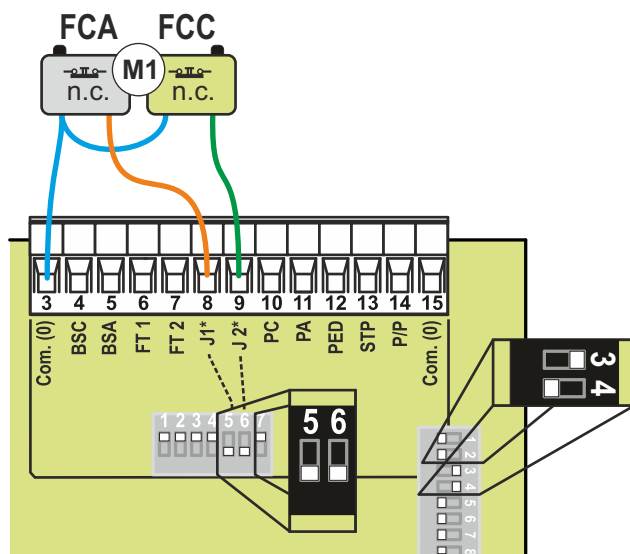 FCA FCC
M1
n.c. n.c.
3 4 5 6 7 8 9 10 11 12 13 14 15
Com. (0) BSC BSA FT 1 FT 2 J1* J 2* PC PA PED STP P/P Com. (0)
3
4
1 2 3 4 5 6 7
5 6
1
2
3
4
5
6
7
8